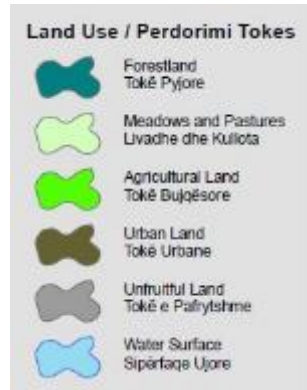 Land Use / Perdorimi Tokes
Forestland
Tokë Pyjore
Meadows and Pastures
Livadhe dhe Kullota
Agricultural Land
Tokë Bujqësore
Urban Land
Tokë Urbane
Unfruitful Land
Tokë e Pafrytshme
Water Surface
Sipërfaqe Ujore